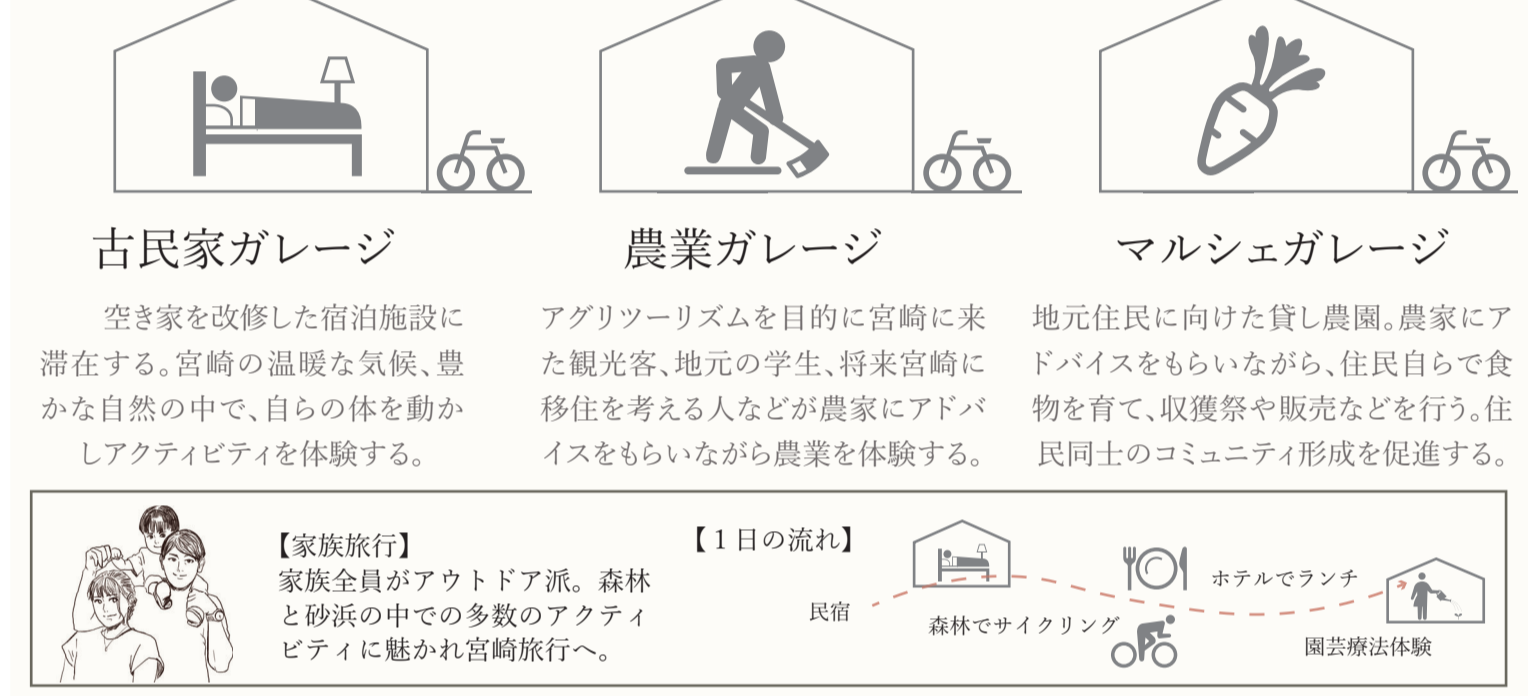 古民家ガレージ
空き家を改修した宿泊施設に
滞在する。宮崎の温暖な気候、豊
かな自然の中で、自らの体を動か
しアクティビティを体験する。
農業ガレージ
アグリツーリズムを目的に宮崎に来
た観光客、地元の学生、将来宮崎に
移住を考える人などが農家にアドバ
イスをもらいながら農業を体験する。
マルシェガレージ
地元住民に向けた貸し農園。農家にア
ドバイスをもらいながら、住民自らで食
物を育て、収獲祭や販売などを行う。住
民同士のコミュニティ形成を促進する。
【家族旅行】
家族全員がアウトドア派。森林
と砂浜の中での多数のアクティ
ビティに魅かれ宮崎旅行へ。
【１日の流れ】
民宿
森林でサイクリング
ホテルでランチ
園芸療法体験